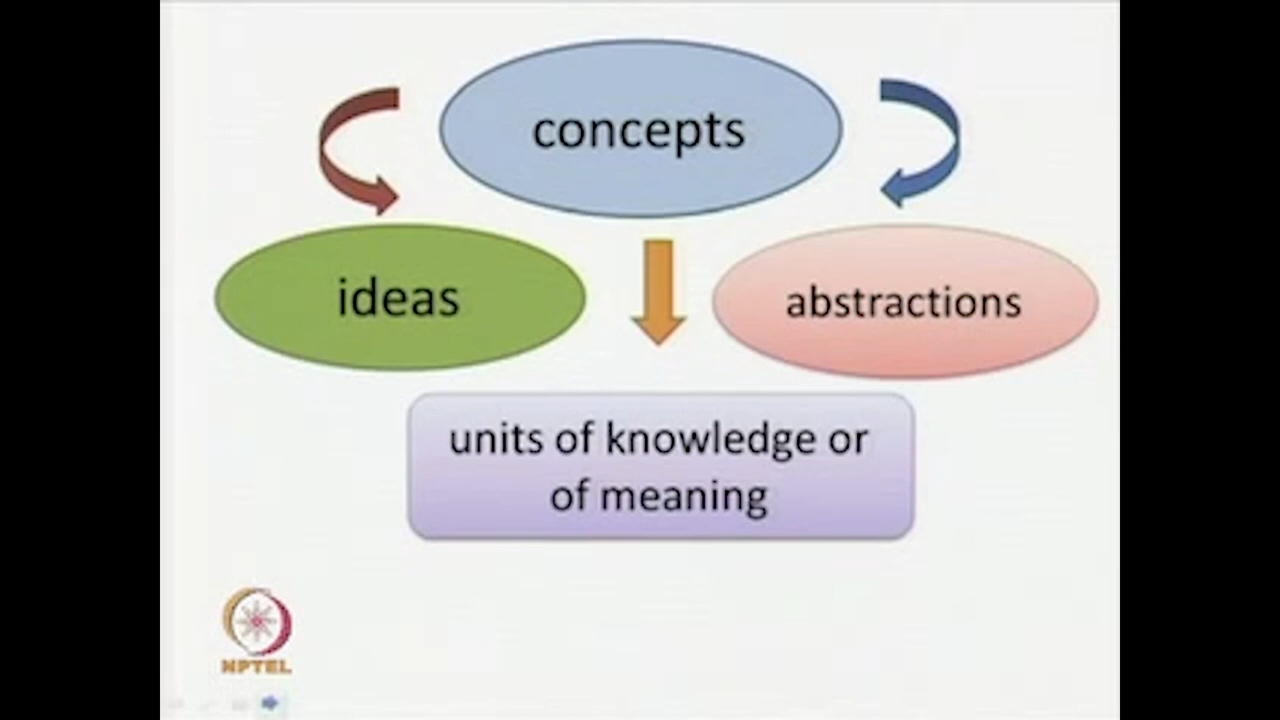 concepts
ideas
abstractions
units of knowledge or
of meaning
NPTEL